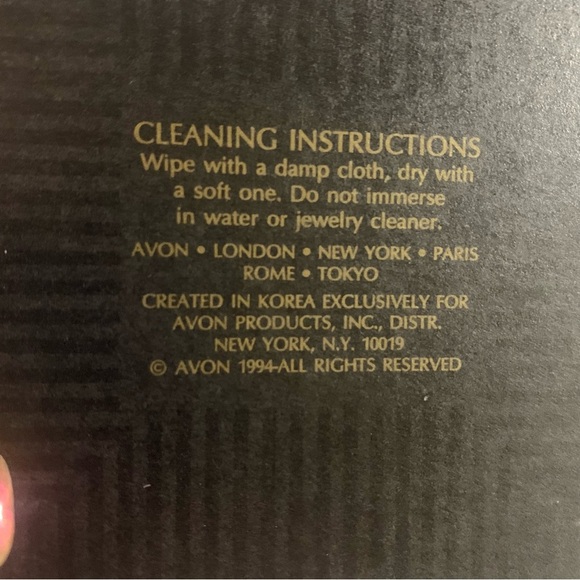 CLEANING INSTRUCTIONS
Wipe with a damp cloth, dry with
a soft one. Do not immerse
in water or jewelry cleaner.
AVON • LONDON • NEW YORK • PARIS
ROME • TOKYO
CREATED IN KOREA EXCLUSIVELY FOR
AVON PRODUCTS, INC., DISTR.
NEW YORK, N.Y. 10019
© AVON 1994-ALL RIGHTS RESERVED